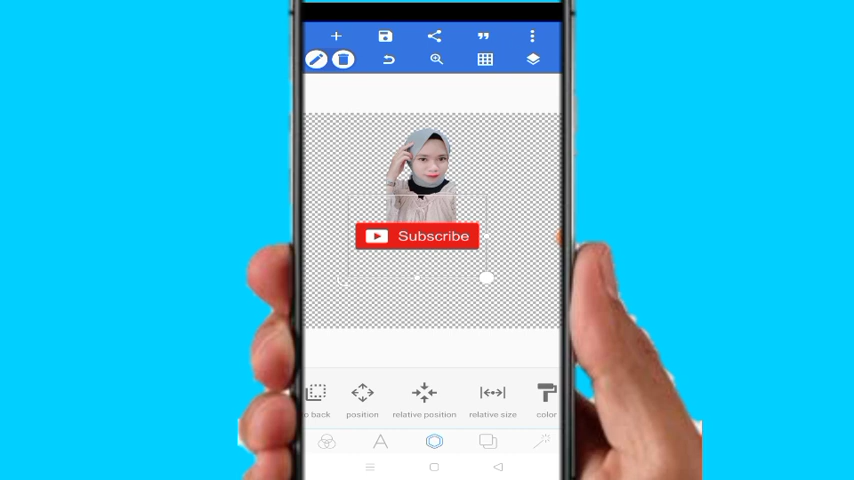 Subscribe
o back
position
relative position
relative size
color